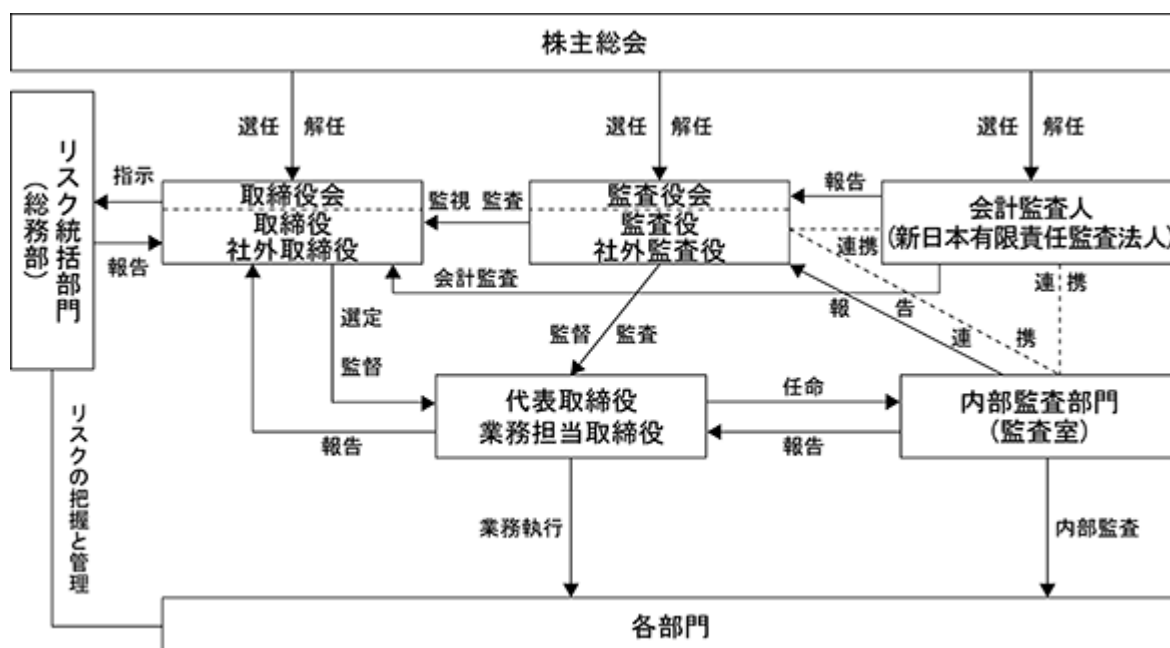 株主総会
選任 解任
選任 解任
選任 解任
リスク統括部門
（総務部）
指示
報告
取締役会
取締役
社外取締役
監視 監査
監査役会
監査役
社外監査役
報告
連携
会計監査人
(新日本有限責任監査法人)
会計監査
連携
報告
連携
選定
監督
監督 監査
代表取締役
業務担当取締役
任命
報告
報告
内部監査部門
(監査室)
リスクの把握と管理
業務執行
内部監査
各部門